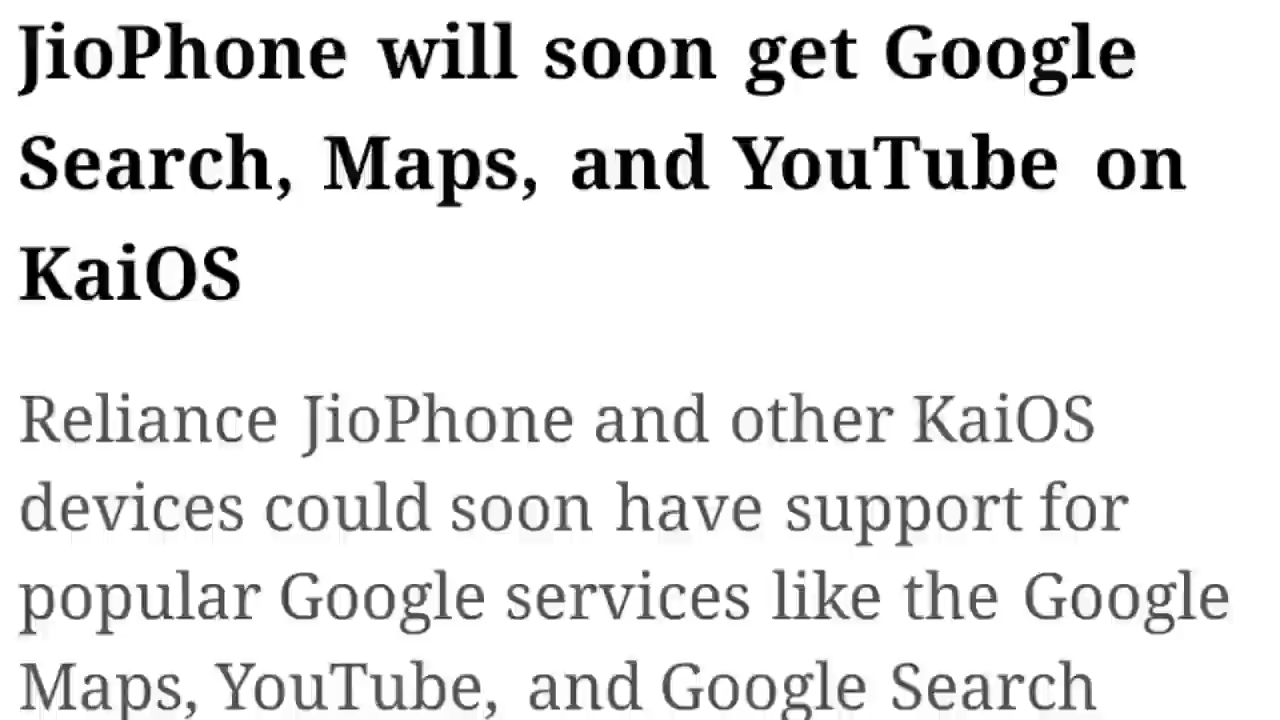 JioPhone will soon get Google
Search, Maps, and YouTube on
KaiOS
Reliance JioPhone and other KaiOS
devices could soon have support for
popular Google services like the Google
Maps, YouTube, and Google Search